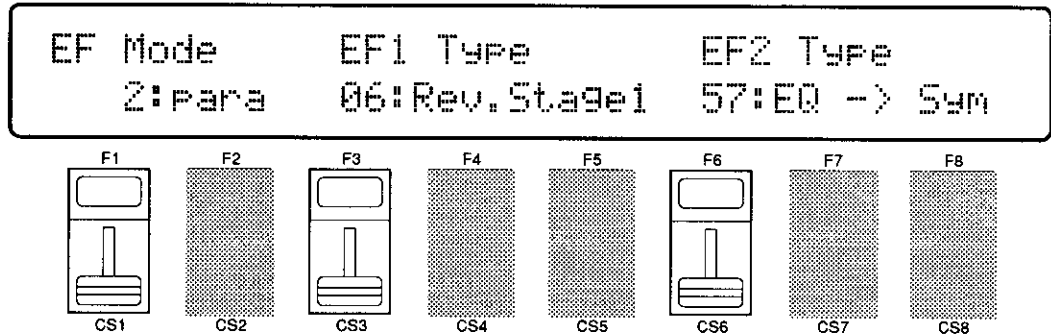 EF Mode EF1 Type EF2 Type
2:para 06:Rev.Stage1 57:EQ -> Sym
F1 F2 F3 F4 F5 F6 F7 F8
CS1 CS2 CS3 CS4 CS5 CS6 CS7 CS8